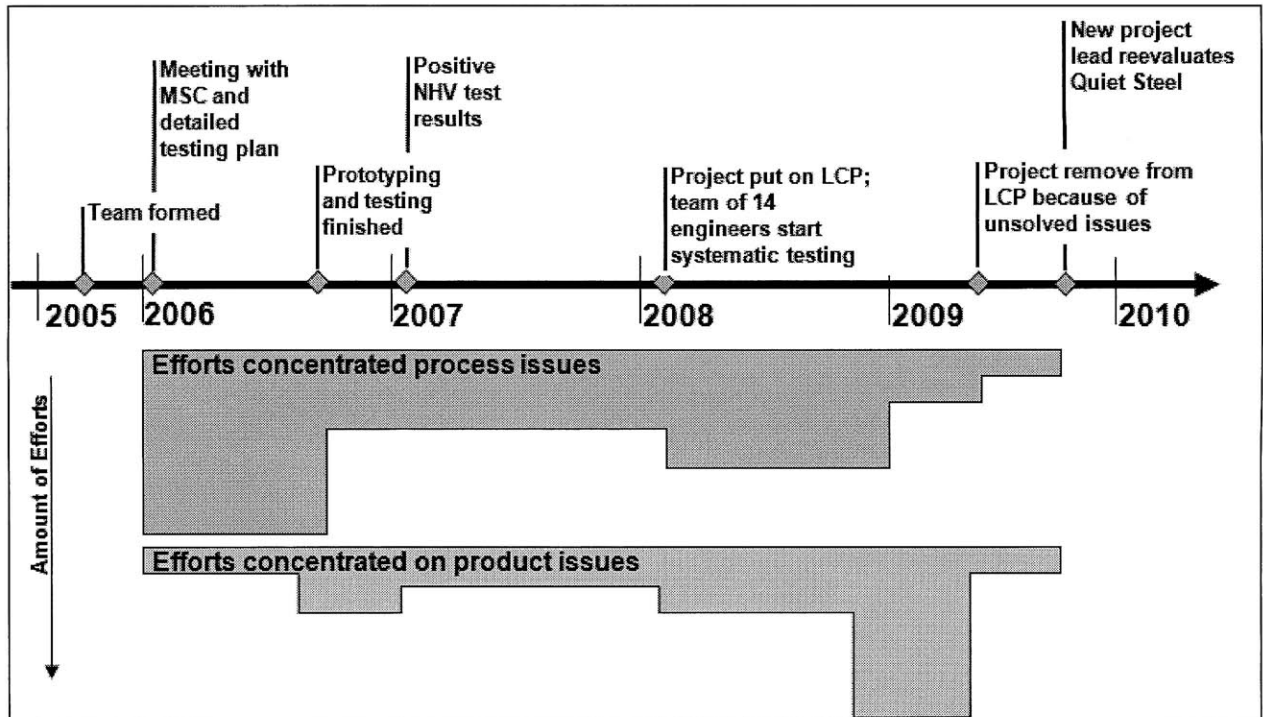 Meeting with
MSC and
detailed
testing plan
Positive
NHV test
results
New project
lead reevaluates
Quiet Steel
Team formed
Prototyping
and testing
finished
Project put on LCP;
team of 14
engineers start
systematic testing
Project remove from
LCP because of
unsolved issues
2005
2006
2007
2008
2009
2010
Efforts concentrated process issues
Amount of Efforts
Efforts concentrated on product issues